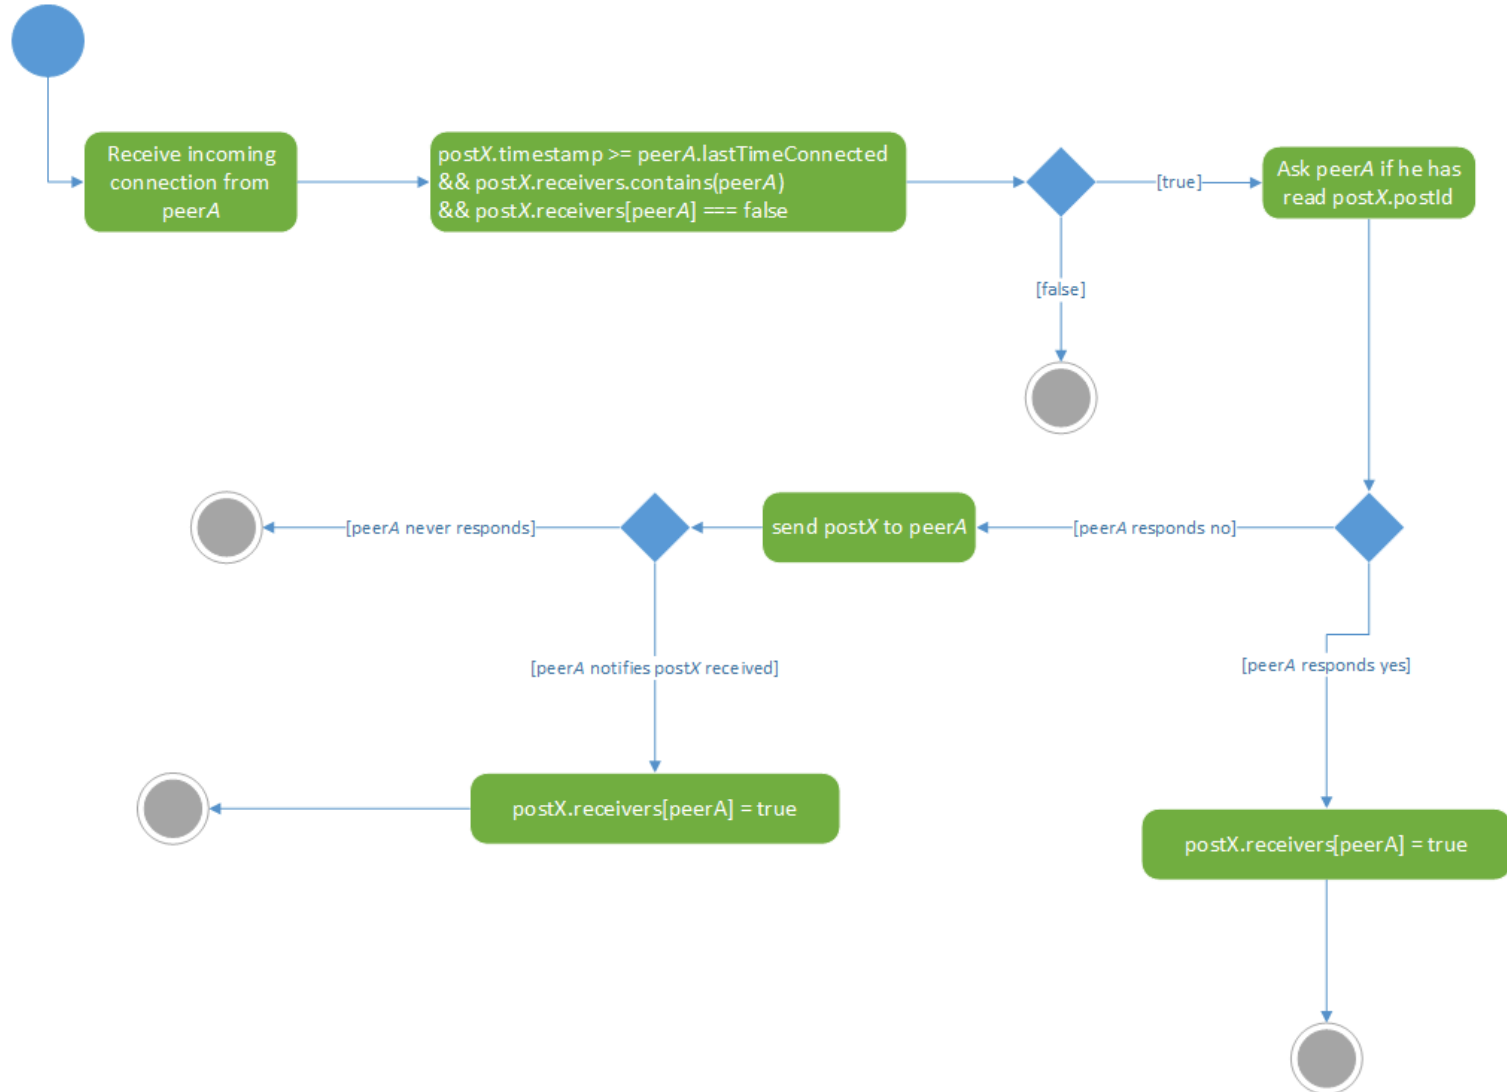 Receive incoming
connection from
peerA
postX.timestamp >= peerA.lastTimeConnected
&& postX.receivers.contains(peerA)
&& postX.receivers[peerA] === false
[true]
Ask peerA if he has
read postX.postId
[false]
[peerA never responds]
send postX to peerA
[peerA responds no]
[peerA notifies postX received]
[peerA responds yes]
postX.receivers[peerA] = true
postX.receivers[peerA] = true